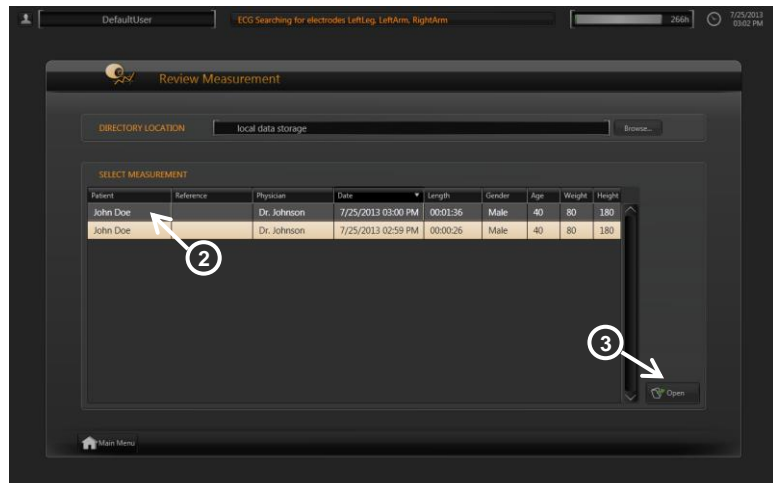 DefaultUser
ECG Searching for electrodes LeftLeg, LeftArm, RightArm
266h
7/25/2013
03:02 PM
Review Measurement
DIRECTORY LOCATION local data storage Browse...
SELECT MEASUREMENT
Patient Reference Physician Date Length Gender Age Weight Height
John Doe Dr. Johnson 7/25/2013 03:00 PM 00:01:36 Male 40 80 180
John Doe Dr. Johnson 7/25/2013 02:59 PM 00:00:26 Male 40 80 180
2
3
Open
Main Menu